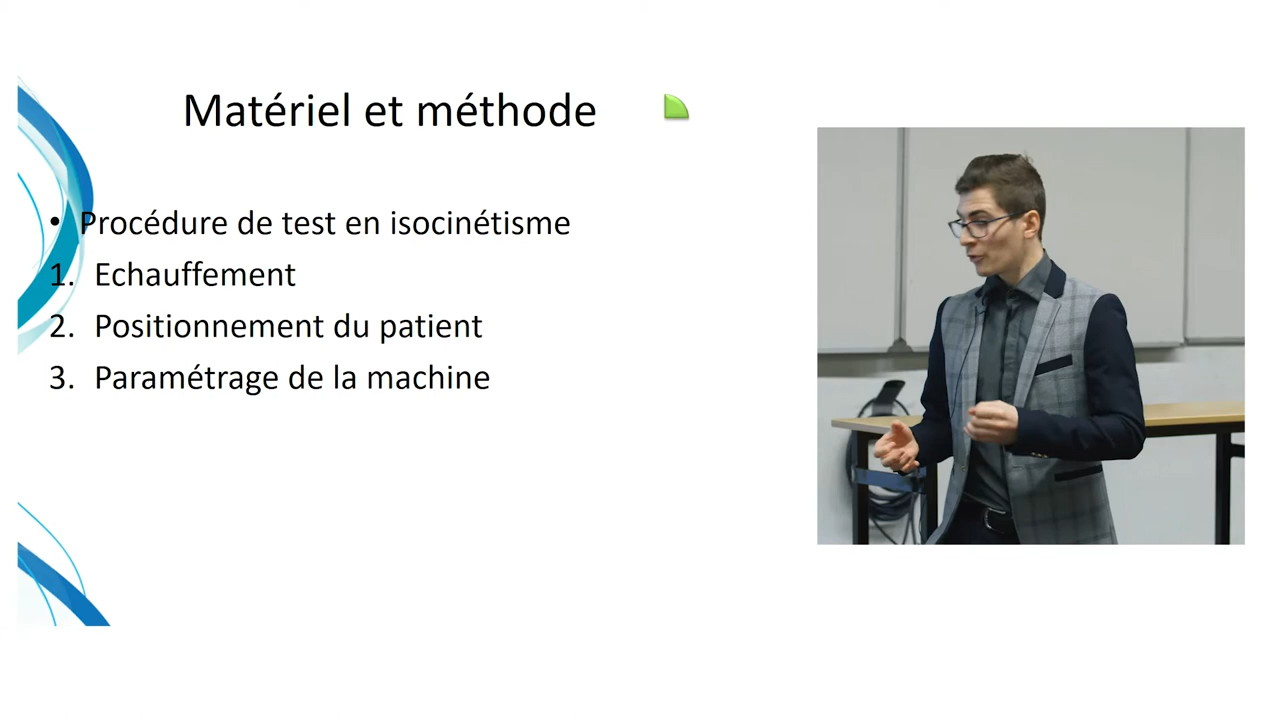 Matériel et méthode
• Procédure de test en isocinétisme
1. Echauffement
2. Positionnement du patient
3. Paramétrage de la machine